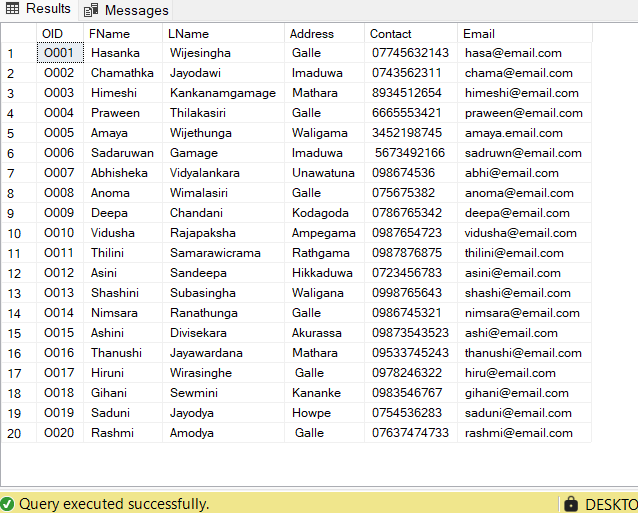 Results Messages
OID FName LName Address Contact Email
1 O001 Hasanka Wijesingha Galle 07745632143 hasa@email.com
2 O002 Chamathka Jayodawi Imaduwa 0743562311 chama@email.com
3 O003 Himeshi Kankanamgamage Mathara 8934512654 himeshi@email.com
4 O004 Praween Thilakasiri Galle 6665553421 praween@email.com
5 O005 Amaya Wijethunga Waligama 3452198745 amaya.email.com
6 O006 Sadaruwan Gamage Imaduwa 5673492166 sadruwn@email.com
7 O007 Abhisheka Vidyalankara Unawatuna 098674536 abhi@email.com
8 O008 Anoma Wimalasiri Galle 075675382 anoma@email.com
9 O009 Deepa Chandani Kodagoda 0786765342 deepa@email.com
10 O010 Vidusha Rajapaksha Ampegama 0987654723 vidusha@email.com
11 O011 Thilini Samarawicrama Rathgama 0987876875 thilini@email.com
12 O012 Asini Sandeepa Hikkaduwa 0723456783 asini@email.com
13 O013 Shashini Subasingha Waligana 0998765643 shashi@email.com
14 O014 Nimsara Ranathunga Galle 0986745321 nimsara@email.com
15 O015 Ashini Divisekara Akurassa 09873543523 ashi@email.com
16 O016 Thanushi Jayawardana Mathara 09533745243 thanushi@email.com
17 O017 Hiruni Wirasinghe Galle 0978246322 hiru@email.com
18 O018 Gihani Sewmini Kananke 0983546767 gihani@email.com
19 O019 Saduni Jayodya Howpe 0754536283 saduni@email.com
20 O020 Rashmi Amodya Galle 07637474733 rashmi@email.com
Query executed successfully. DESKTO